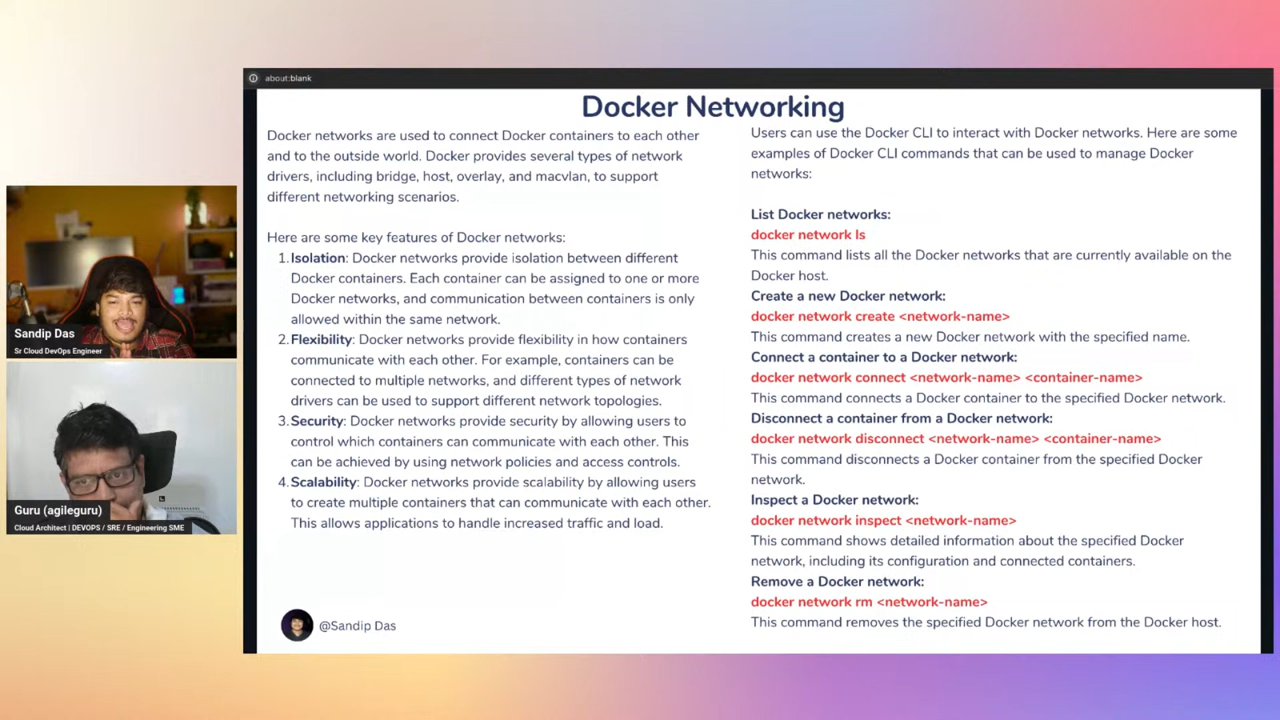 about:blank
Docker Networking
Docker networks are used to connect Docker containers to each other
and to the outside world. Docker provides several types of network
drivers, including bridge, host, overlay, and macvlan, to support
different networking scenarios.
Here are some key features of Docker networks:
1. Isolation: Docker networks provide isolation between different
Docker containers. Each container can be assigned to one or more
Docker networks, and communication between containers is only
allowed within the same network.
2. Flexibility: Docker networks provide flexibility in how containers
communicate with each other. For example, containers can be
connected to multiple networks, and different types of network
drivers can be used to support different network topologies.
3. Security: Docker networks provide security by allowing users to
control which containers can communicate with each other. This
can be achieved by using network policies and access controls.
4. Scalability: Docker networks provide scalability by allowing users
to create multiple containers that can communicate with each other.
This allows applications to handle increased traffic and load.
@Sandip Das
Users can use the Docker CLI to interact with Docker networks. Here are some
examples of Docker CLI commands that can be used to manage Docker
networks:
List Docker networks:
docker network ls
This command lists all the Docker networks that are currently available on the
Docker host.
Create a new Docker network:
docker network create <network-name>
This command creates a new Docker network with the specified name.
Connect a container to a Docker network:
docker network connect <network-name> <container-name>
This command connects a Docker container to the specified Docker network.
Disconnect a container from a Docker network:
docker network disconnect <network-name> <container-name>
This command disconnects a Docker container from the specified Docker
network.
Inspect a Docker network:
docker network inspect <network-name>
This command shows detailed information about the specified Docker
network, including its configuration and connected containers.
Remove a Docker network:
docker network rm <network-name>
This command removes the specified Docker network from the Docker host.
Sandip Das
Sr Cloud DevOps Engineer
Guru (agileguru)
Cloud Architect | DEVOPS / SRE / Engineering SME